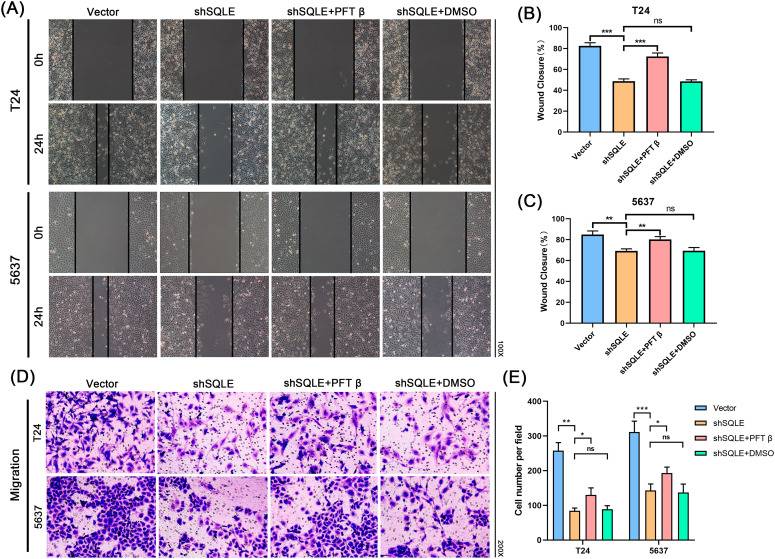 (A)
Vector
shSQLE
shSQLE+PFT β
shSQLE+DMSO
T24
0h
24h
5637
0h
24h
100X
(B)
T24
Wound Closure(%)
100
80
60
40
20
0
***
***
ns
Vector
shSQLE
shSQLE+PFT β
shSQLE+DMSO
(C)
5637
Wound Closure(%)
100
80
60
40
20
0
**
**
ns
Vector
shSQLE
shSQLE+PFT β
shSQLE+DMSO
(D)
Vector
shSQLE
shSQLE+PFT β
shSQLE+DMSO
Migration
T24
5637
200X
(E)
Cell number per field
400
300
200
100
0
**
*
ns
***
*
ns
T24
5637
Vector
shSQLE
shSQLE+PFT β
shSQLE+DMSO